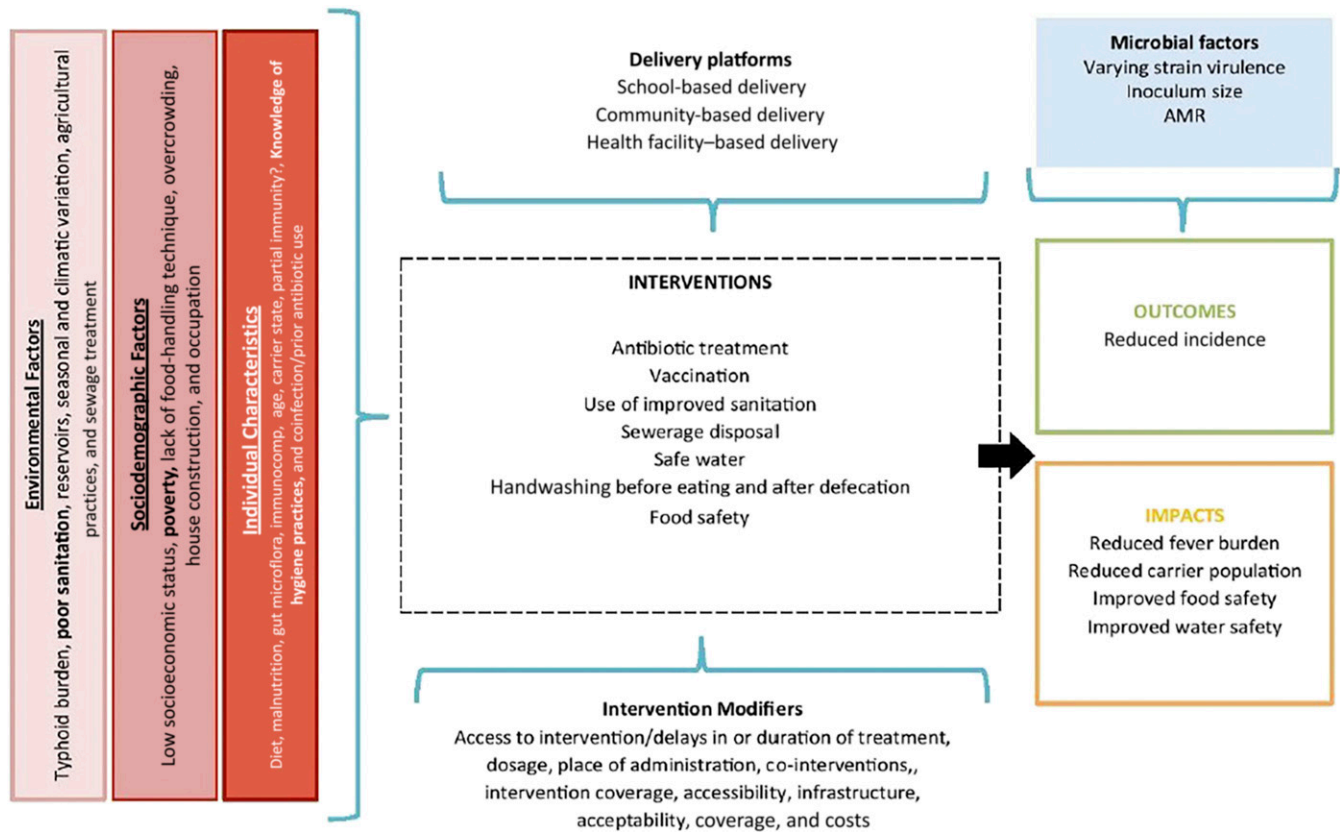 Environmental Factors
Typhoid burden, poor sanitation, reservoirs, seasonal and climatic variation, agricultural
practices, and sewage treatment
Sociodemographic Factors
Low socioeconomic status, poverty, lack of food-handling technique, overcrowding,
house construction, and occupation
Individual Characteristics
Diet, malnutrition, gut microflora, immunocomp, age, carrier state, partial immunity?, Knowledge of
hygiene practices, and coinfection/prior antibiotic use
Delivery platforms
School-based delivery
Community-based delivery
Health facility–based delivery
INTERVENTIONS
Antibiotic treatment
Vaccination
Use of improved sanitation
Sewerage disposal
Safe water
Handwashing before eating and after defecation
Food safety
Intervention Modifiers
Access to intervention/delays in or duration of treatment,
dosage, place of administration, co-interventions,,
intervention coverage, accessibility, infrastructure,
acceptability, coverage, and costs
Microbial factors
Varying strain virulence
Inoculum size
AMR
OUTCOMES
Reduced incidence
IMPACTS
Reduced fever burden
Reduced carrier population
Improved food safety
Improved water safety